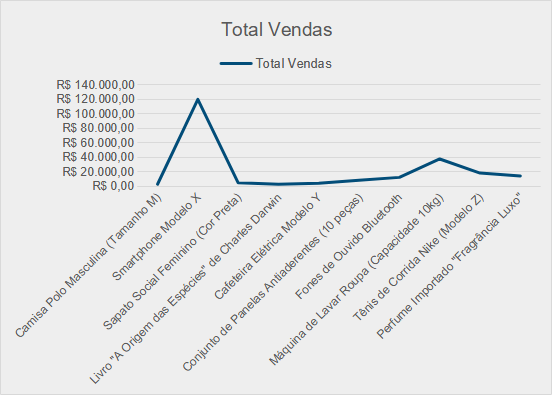 Total Vendas
Total Vendas
R$ 140.000,00
R$ 120.000,00
R$ 100.000,00
R$ 80.000,00
R$ 60.000,00
R$ 40.000,00
R$ 20.000,00
R$ 0,00
Camisa Polo Masculina (Tamanho M)
Smartphone Modelo X
Sapato Social Feminino (Cor Preta)
Livro "A Origem das Espécies" de Charles Darwin
Cafeteira Elétrica Modelo Y
Conjunto de Panelas Antiaderentes (10 peças)
Fones de Ouvido Bluetooth
Máquina de Lavar Roupa (Capacidade 10kg)
Tênis de Corrida Nike (Modelo Z)
Perfume Importado "Fragrância Luxo"